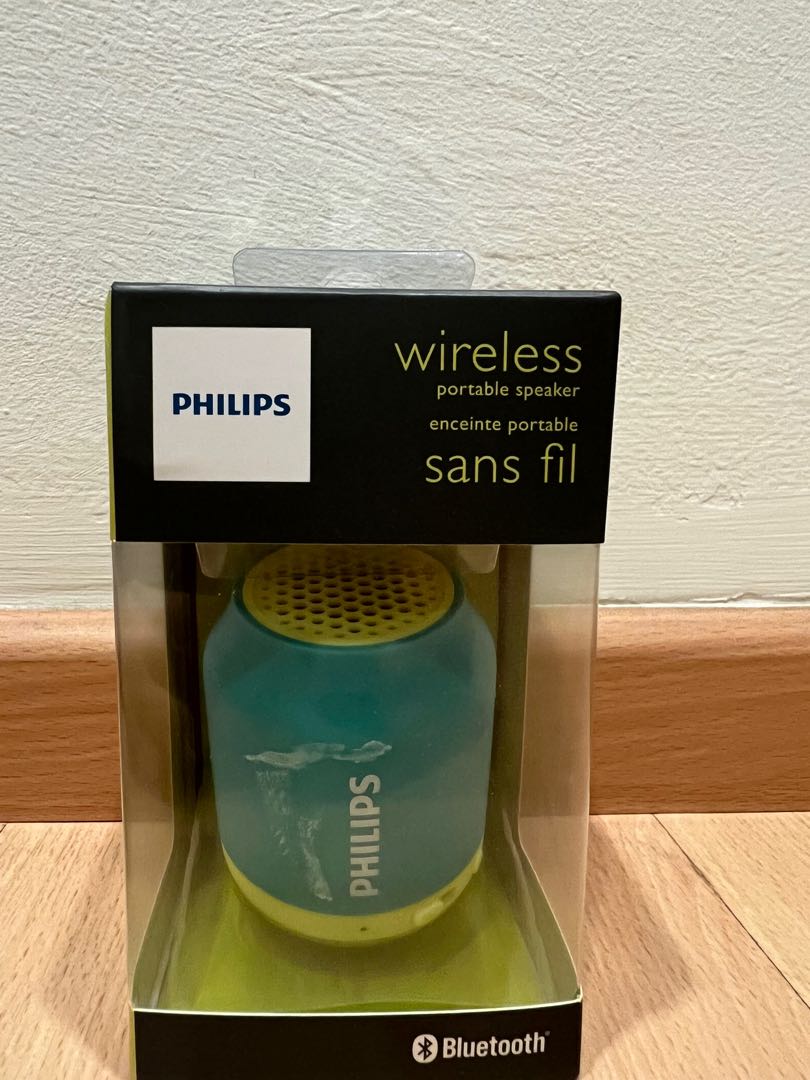 PHILIPS
wireless
portable speaker
enceinte portable
sans fil
PHILIPS
Bluetooth®